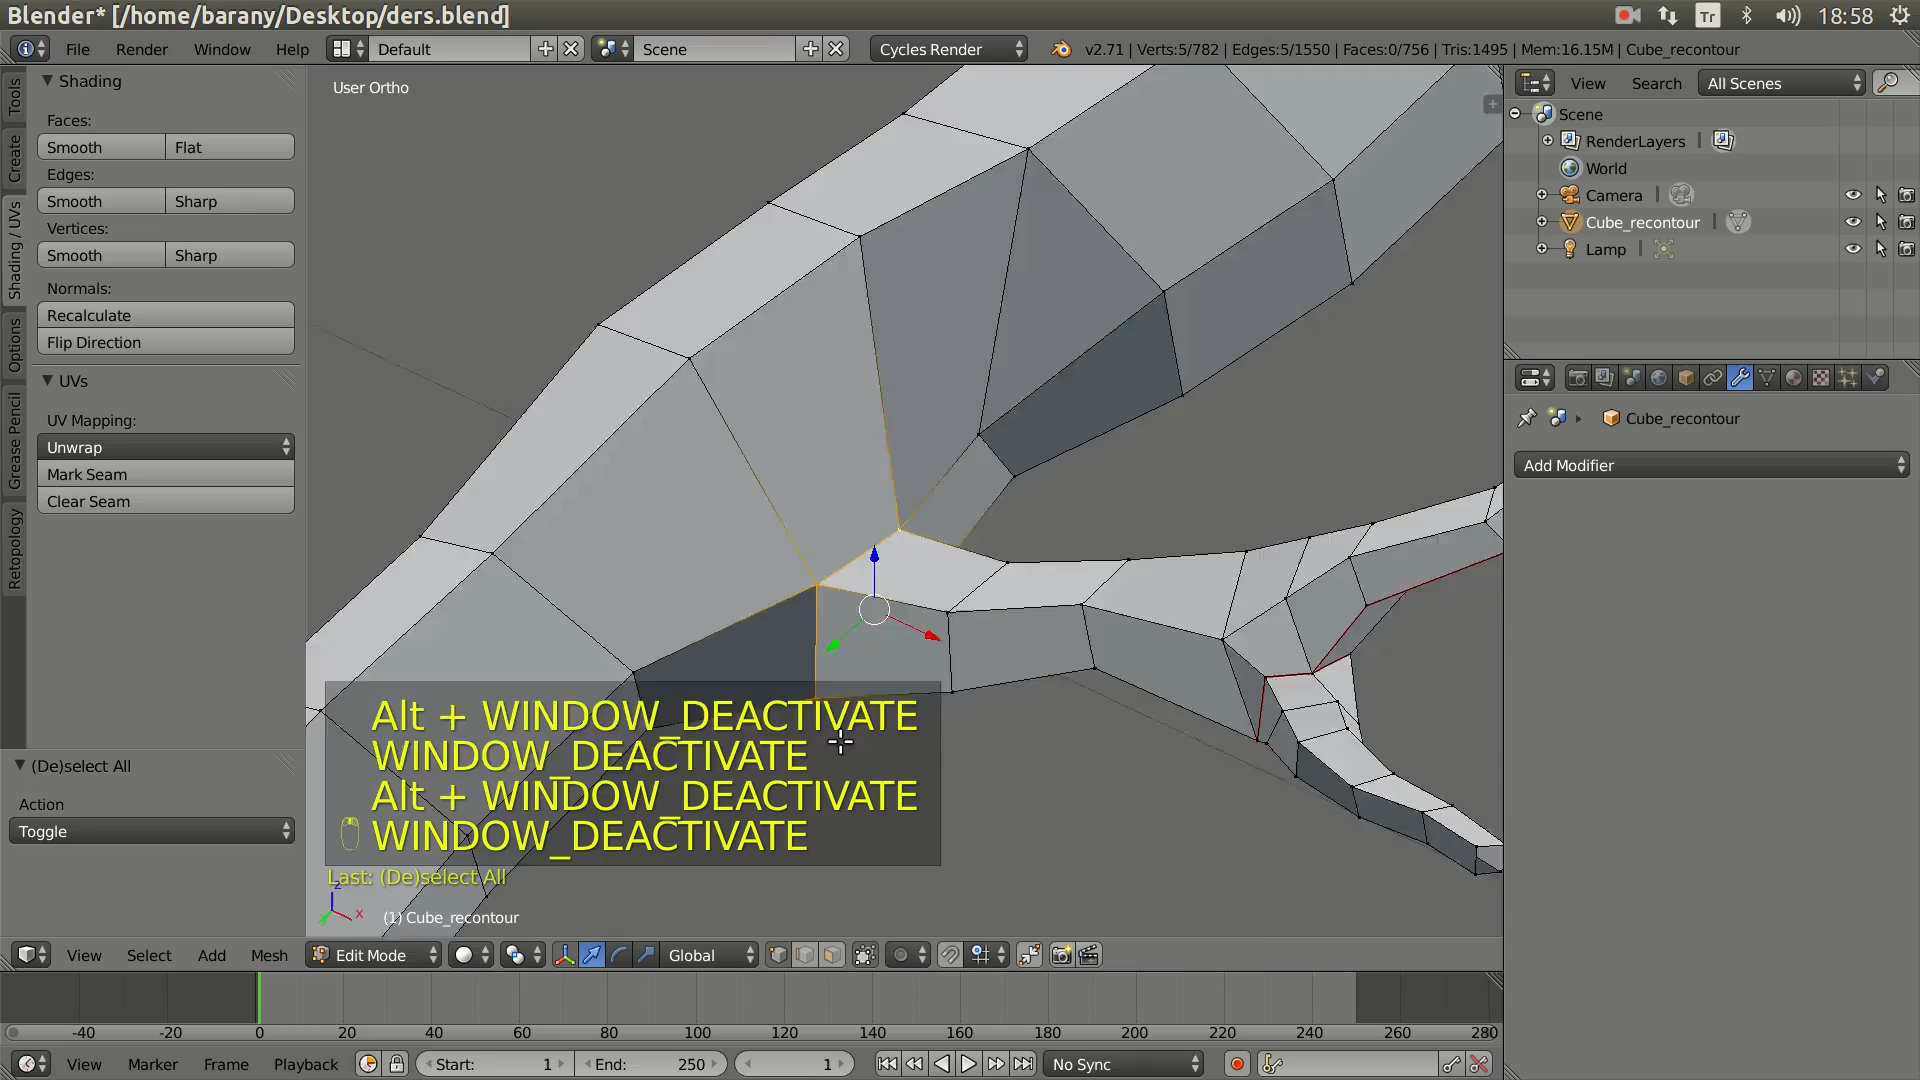 Blender* [/home/barany/Desktop/ders.blend]
Tr
18:58
File
Render
Window
Help
Default
Scene
Cycles Render
v2.71 | Verts:5/782 | Edges:5/1550 | Faces:0/756 | Tris:1495 | Mem:16.15M | Cube_recontour
Tools
Create
Shading / UVs
Options
Grease Pencil
Retopology
Shading
Faces:
Smooth
Flat
Edges:
Smooth
Sharp
Vertices:
Smooth
Sharp
Normals:
Recalculate
Flip Direction
UVs
UV Mapping:
Unwrap
Mark Seam
Clear Seam
(De)select All
Action
Toggle
User Ortho
Alt + WINDOW_DEACTIVATE
WINDOW_DEACTIVATE
Alt + WINDOW_DEACTIVATE
WINDOW_DEACTIVATE
Last: (De)select All
z
x
(1) Cube_recontour
View
Search
All Scenes
Scene
RenderLayers
World
Camera
Cube_recontour
Lamp
Cube_recontour
Add Modifier
View
Select
Add
Mesh
Edit Mode
Global
-40
-20
0
20
40
60
80
100
120
140
160
180
200
220
240
260
280
View
Marker
Frame
Playback
Start:
1
End:
250
1
No Sync